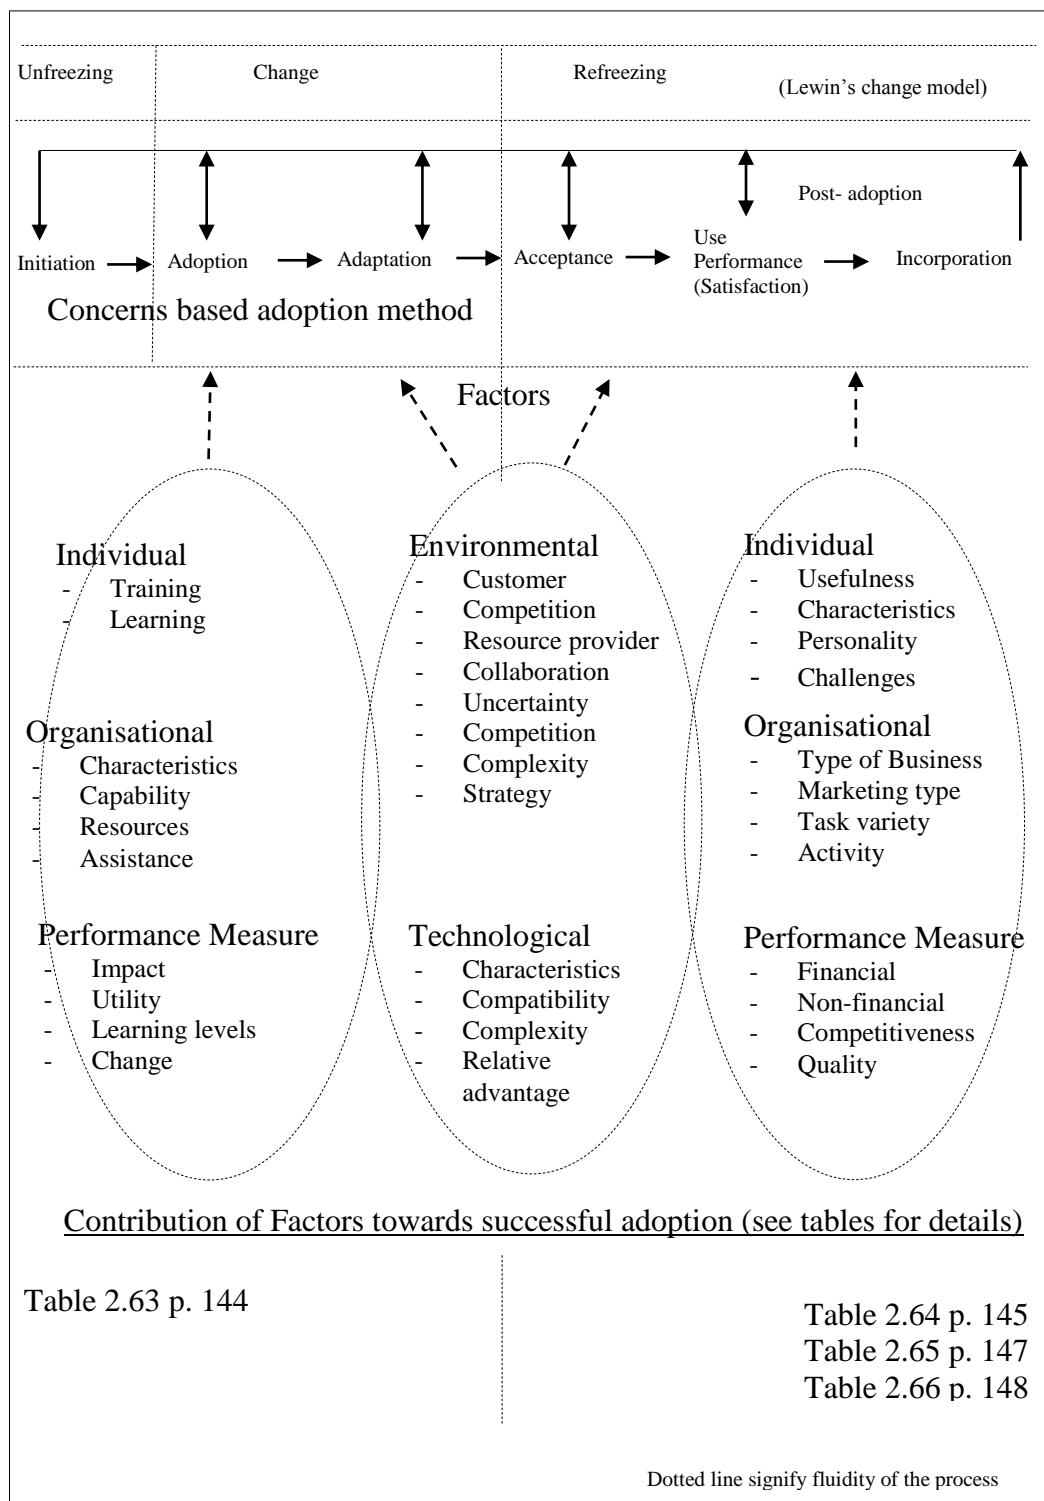 Unfreezing
Change
Refreezing
(Lewin's change model)
Post- adoption
Initiation
Adoption
Adaptation
Acceptance
Use
Performance
(Satisfaction)
Incorporation
Concerns based adoption method
Factors
Individual
- Training
- Learning
Organisational
- Characteristics
- Capability
- Resources
- Assistance
Performance Measure
- Impact
- Utility
- Learning levels
- Change
Environmental
- Customer
- Competition
- Resource provider
- Collaboration
- Uncertainty
- Competition
- Complexity
- Strategy
Technological
- Characteristics
- Compatibility
- Complexity
- Relative
advantage
Individual
- Usefulness
- Characteristics
- Personality
- Challenges
Organisational
- Type of Business
- Marketing type
- Task variety
- Activity
Performance Measure
- Financial
- Non-financial
- Competitiveness
- Quality
Contribution of Factors towards successful adoption (see tables for details)
Table 2.63 p. 144
Table 2.64 p. 145
Table 2.65 p. 147
Table 2.66 p. 148
Dotted line signify fluidity of the process